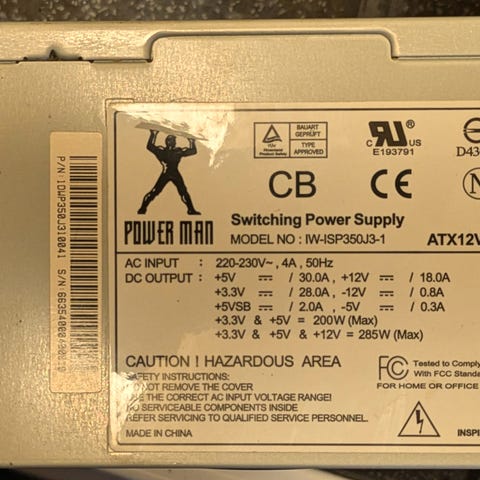 P/N: 1DWP350J310041 S/N: 
POWER MAN
TÜV
BAUART
GEPRÜFT
TYPE
APPROVED
C US
E193791
D43
CB
CE
N
Switching Power Supply
MODEL NO : IW-ISP350J3-1 ATX12V
AC INPUT : 220-230V~ , 4A , 50Hz
DC OUTPUT : +5V / 30.0A , +12V / 18.0A
+3.3V / 28.0A , -12V / 0.8A
+5VSB / 2.0A , -5V / 0.3A
+3.3V & +5V = 200W (Max)
+3.3V & +5V & +12V = 285W (Max)
CAUTION ! HAZARDOUS AREA
SAFETY INSTRUCTIONS:
DO NOT REMOVE THE COVER
USE THE CORRECT AC INPUT VOLTAGE RANGE!
NO SERVICEABLE COMPONENTS INSIDE
REFER SERVICING TO QUALIFIED SERVICE PERSONNEL.
MADE IN CHINA
FC Tested to Comply
With FCC Standa
FOR HOME OR OFFICE
INSPI